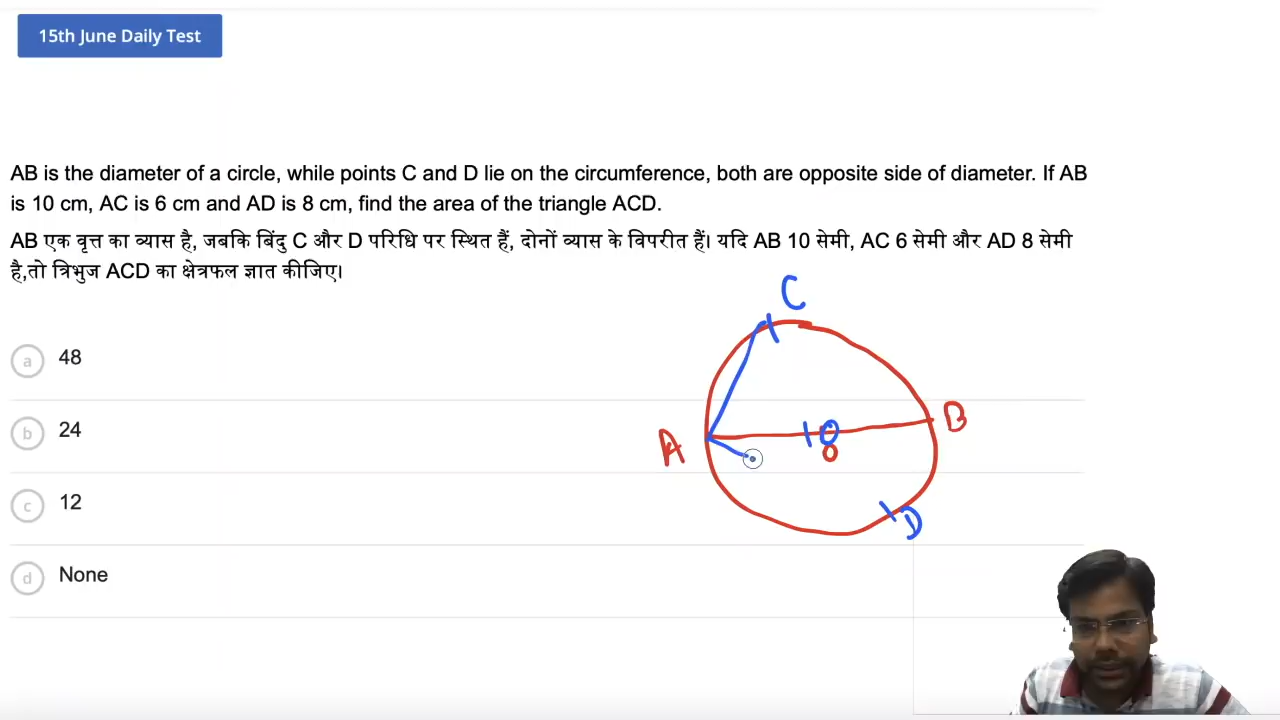 15th June Daily Test
AB is the diameter of a circle, while points C and D lie on the circumference, both are opposite side of diameter. If AB
is 10 cm, AC is 6 cm and AD is 8 cm, find the area of the triangle ACD.
AB एक वृत्त का व्यास है, जबकि बिंदु C और D परिधि पर स्थित हैं, दोनों व्यास के विपरीत हैं। यदि AB 10 सेमी, AC 6 सेमी और AD 8 सेमी
है,तो त्रिभुज ACD का क्षेत्रफल ज्ञात कीजिए।
C
a 48
A B
b 24
c 12
D
d None